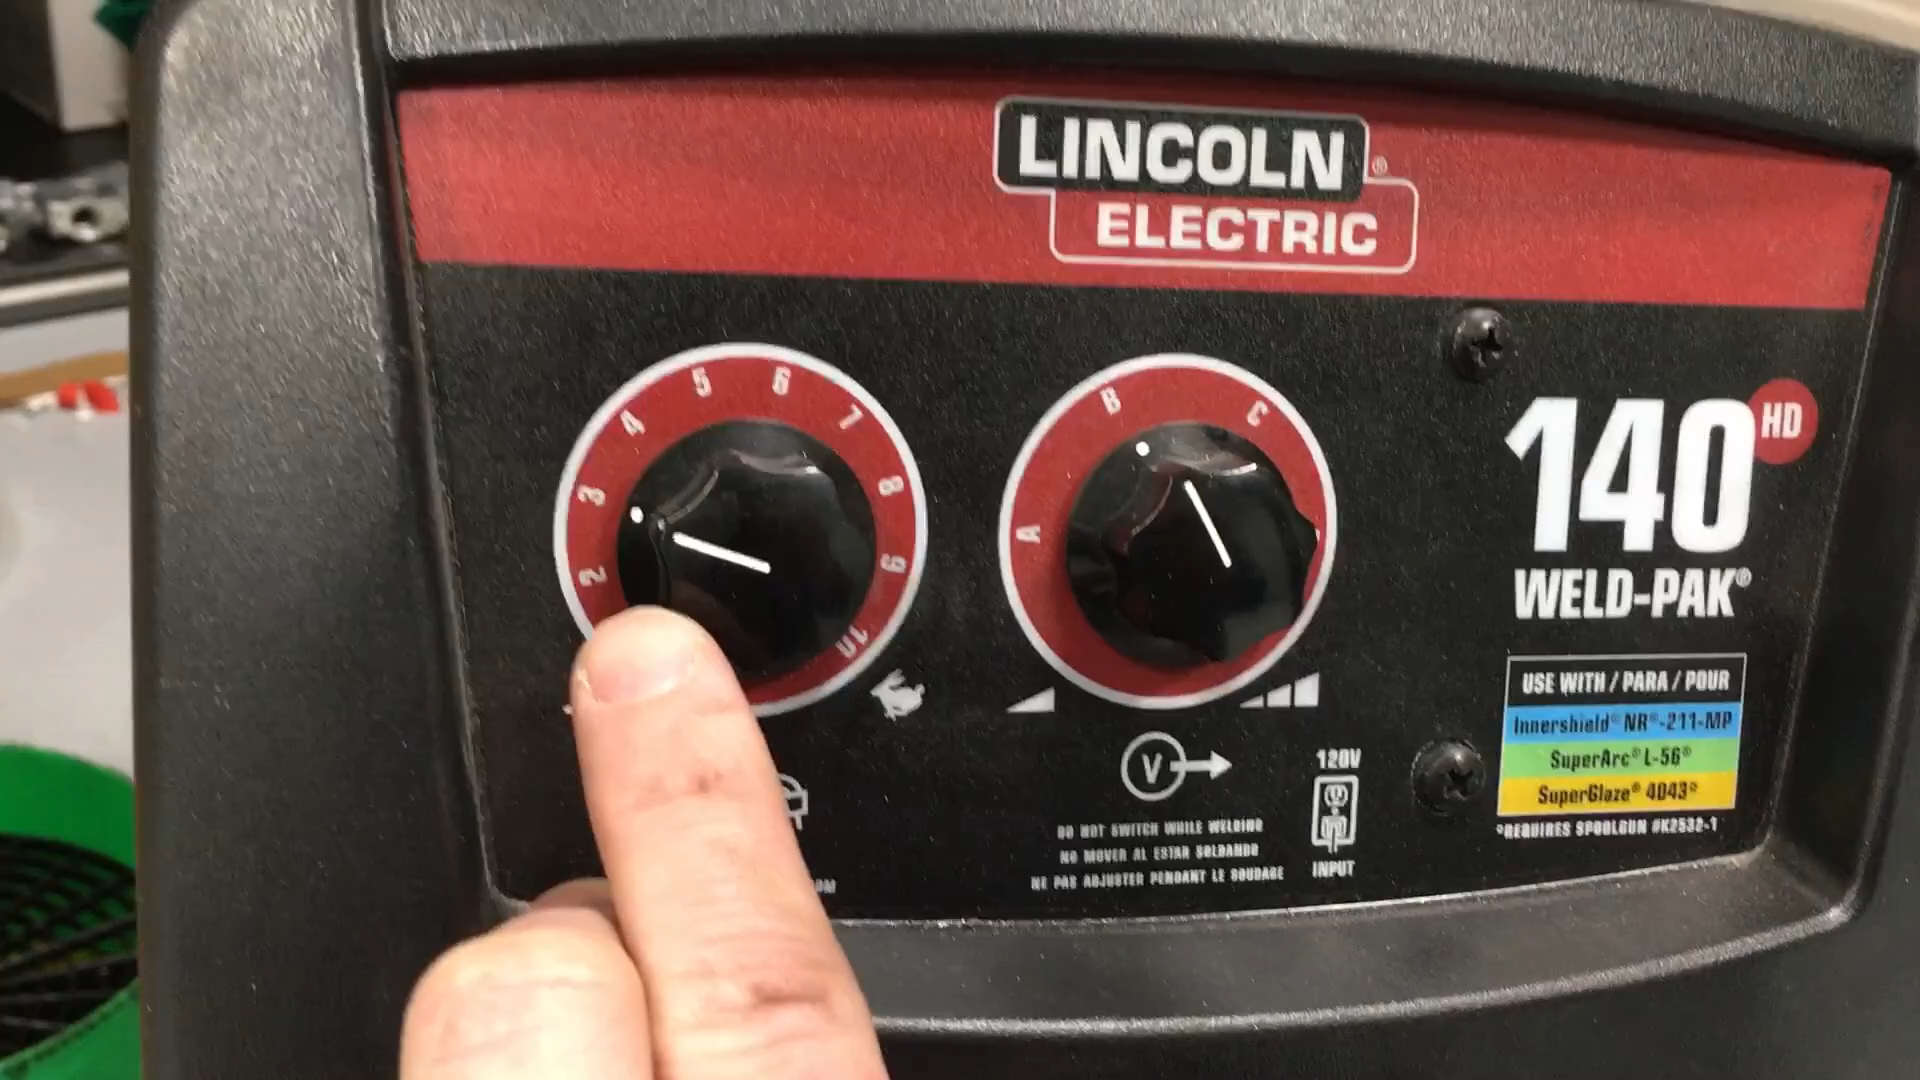 LINCOLN ®
ELECTRIC
2 3 4 5 6 7 8 9 10
A B C
140 HD
WELD-PAK®
USE WITH / PARA / POUR
Innershield® NR®-211-MP
SuperArc® L-56®
SuperGlaze® 4043*
*REQUIRES SPOOLGUN #K2532-1
V
120V
INPUT
DO NOT SWITCH WHILE WELDING
NO MOVER AL ESTAR SOLDANDO
NE PAS ADJUSTER PENDANT LE SOUDAGE